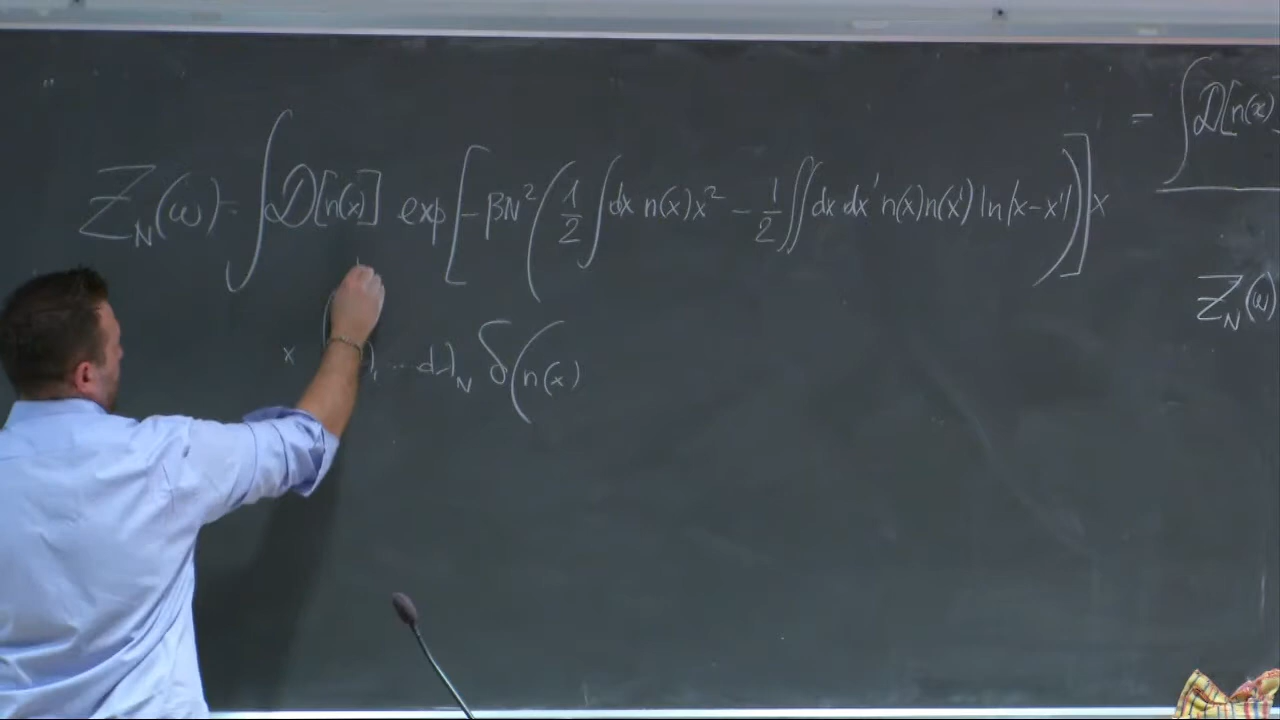 Z_N(ω) = ∫ D[n(x)] exp[-βN²(1/2 ∫dx n(x)x² - 1/2 ∬dx dx' n(x)n(x') ln|x-x'|)] x
x ∫ ... dλ_N δ(n(x)
= ∫ D[n(x)
Z_N(ω)